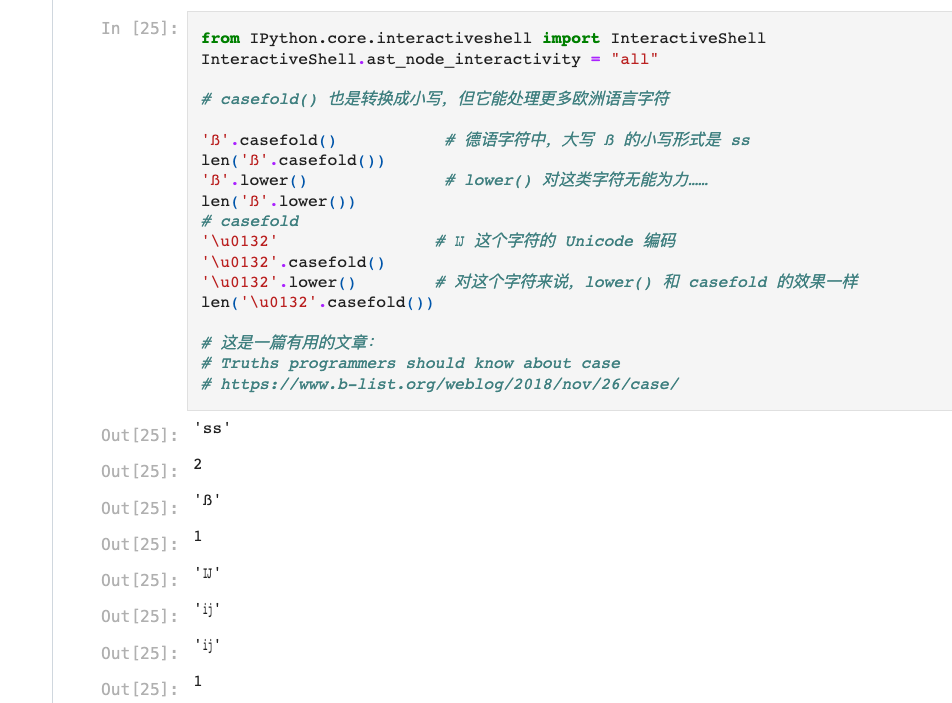 In [25]:
from IPython.core.interactiveshell import InteractiveShell
InteractiveShell.ast_node_interactivity = "all"
# casefold() 也是转换成小写，但它能处理更多欧洲语言字符
'ß'.casefold() # 德语字符中，大写 ß 的小写形式是 ss
len('ß'.casefold())
'ß'.lower() # lower() 对这类字符无能为力……
len('ß'.lower())
# casefold
'\u0132' # Ĳ 这个字符的 Unicode 编码
'\u0132'.casefold()
'\u0132'.lower() # 对这个字符来说，lower() 和 casefold 的效果一样
len('\u0132'.casefold())
# 这是一篇有用的文章：
# Truths programmers should know about case
# https://www.b-list.org/weblog/2018/nov/26/case/
Out[25]: 'ss'
Out[25]: 2
Out[25]: 'ß'
Out[25]: 1
Out[25]: 'Ĳ'
Out[25]: 'ĳ'
Out[25]: 'ĳ'
Out[25]: 1